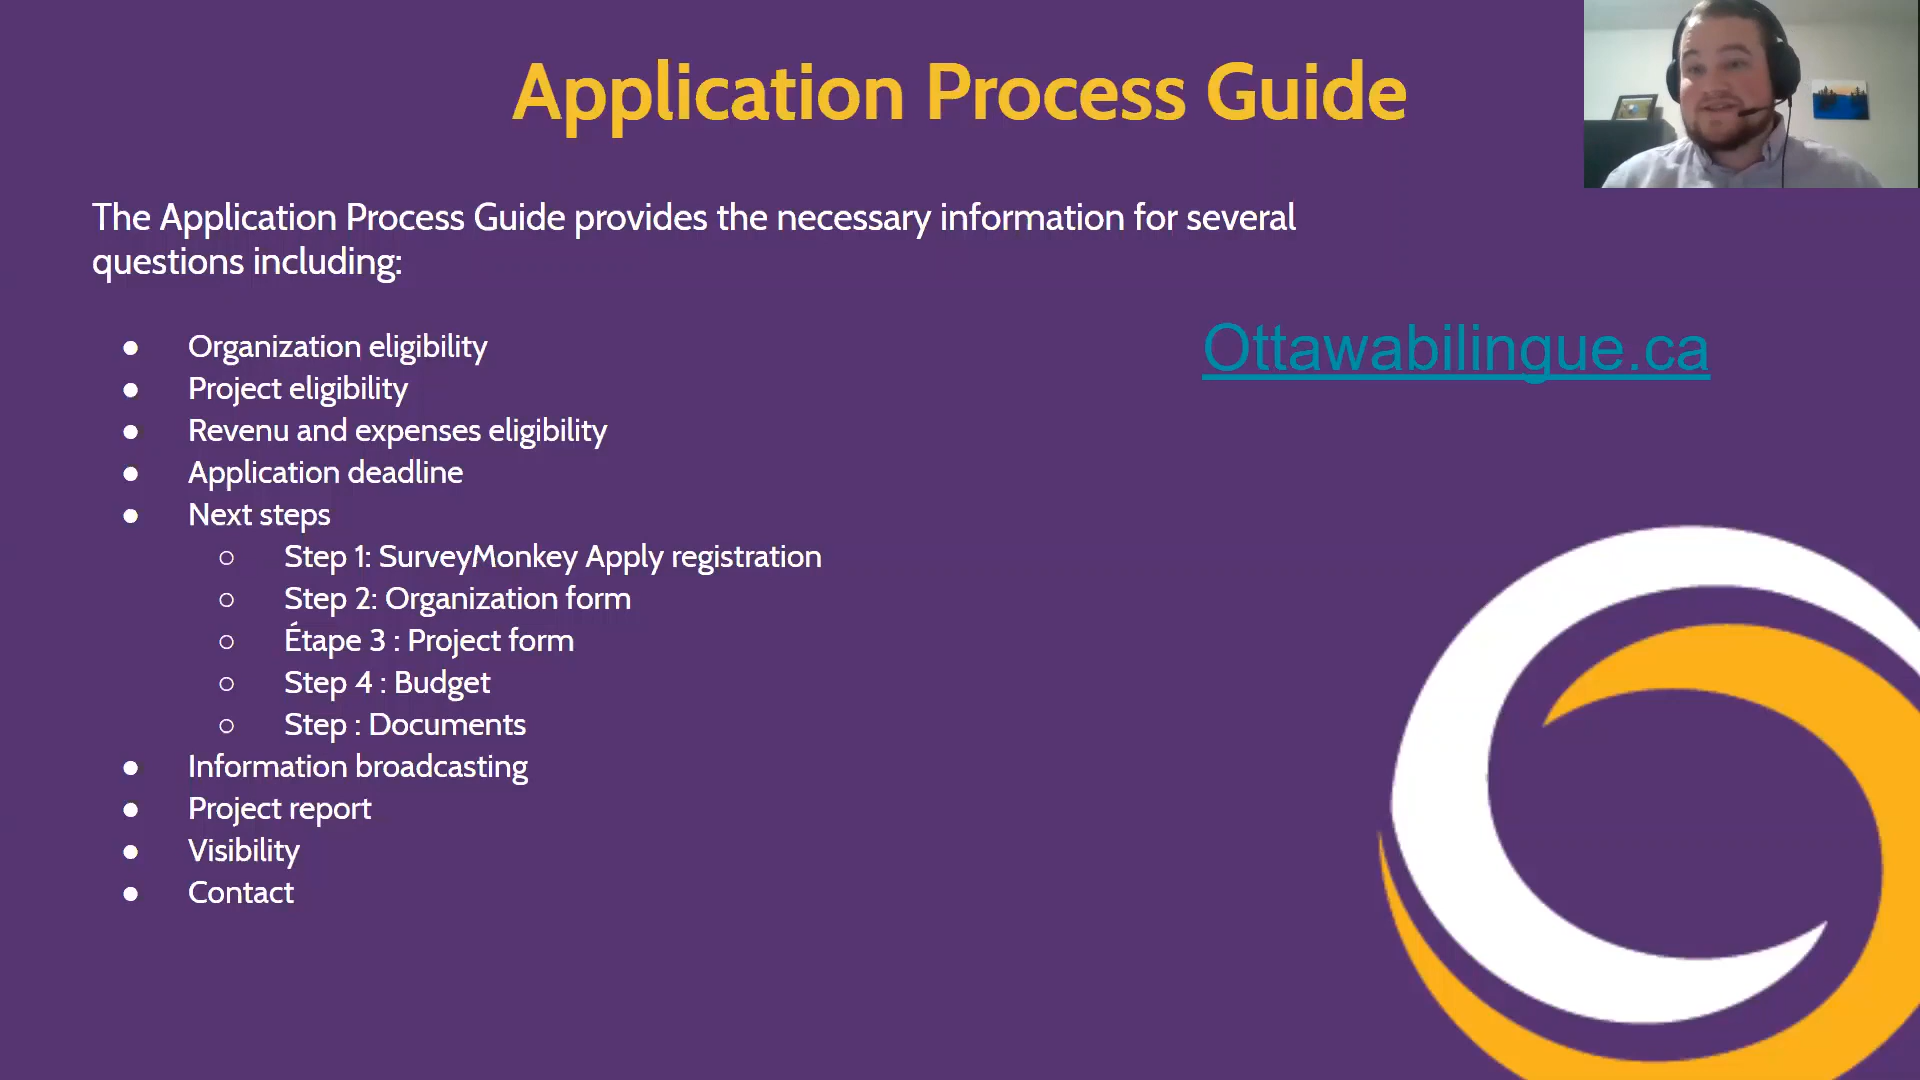 Application Process Guide
The Application Process Guide provides the necessary information for several
questions including:
● Organization eligibility
● Project eligibility
● Revenu and expenses eligibility
● Application deadline
● Next steps
○ Step 1: SurveyMonkey Apply registration
○ Step 2: Organization form
○ Étape 3 : Project form
○ Step 4 : Budget
○ Step : Documents
● Information broadcasting
● Project report
● Visibility
● Contact
Ottawabilingue.ca